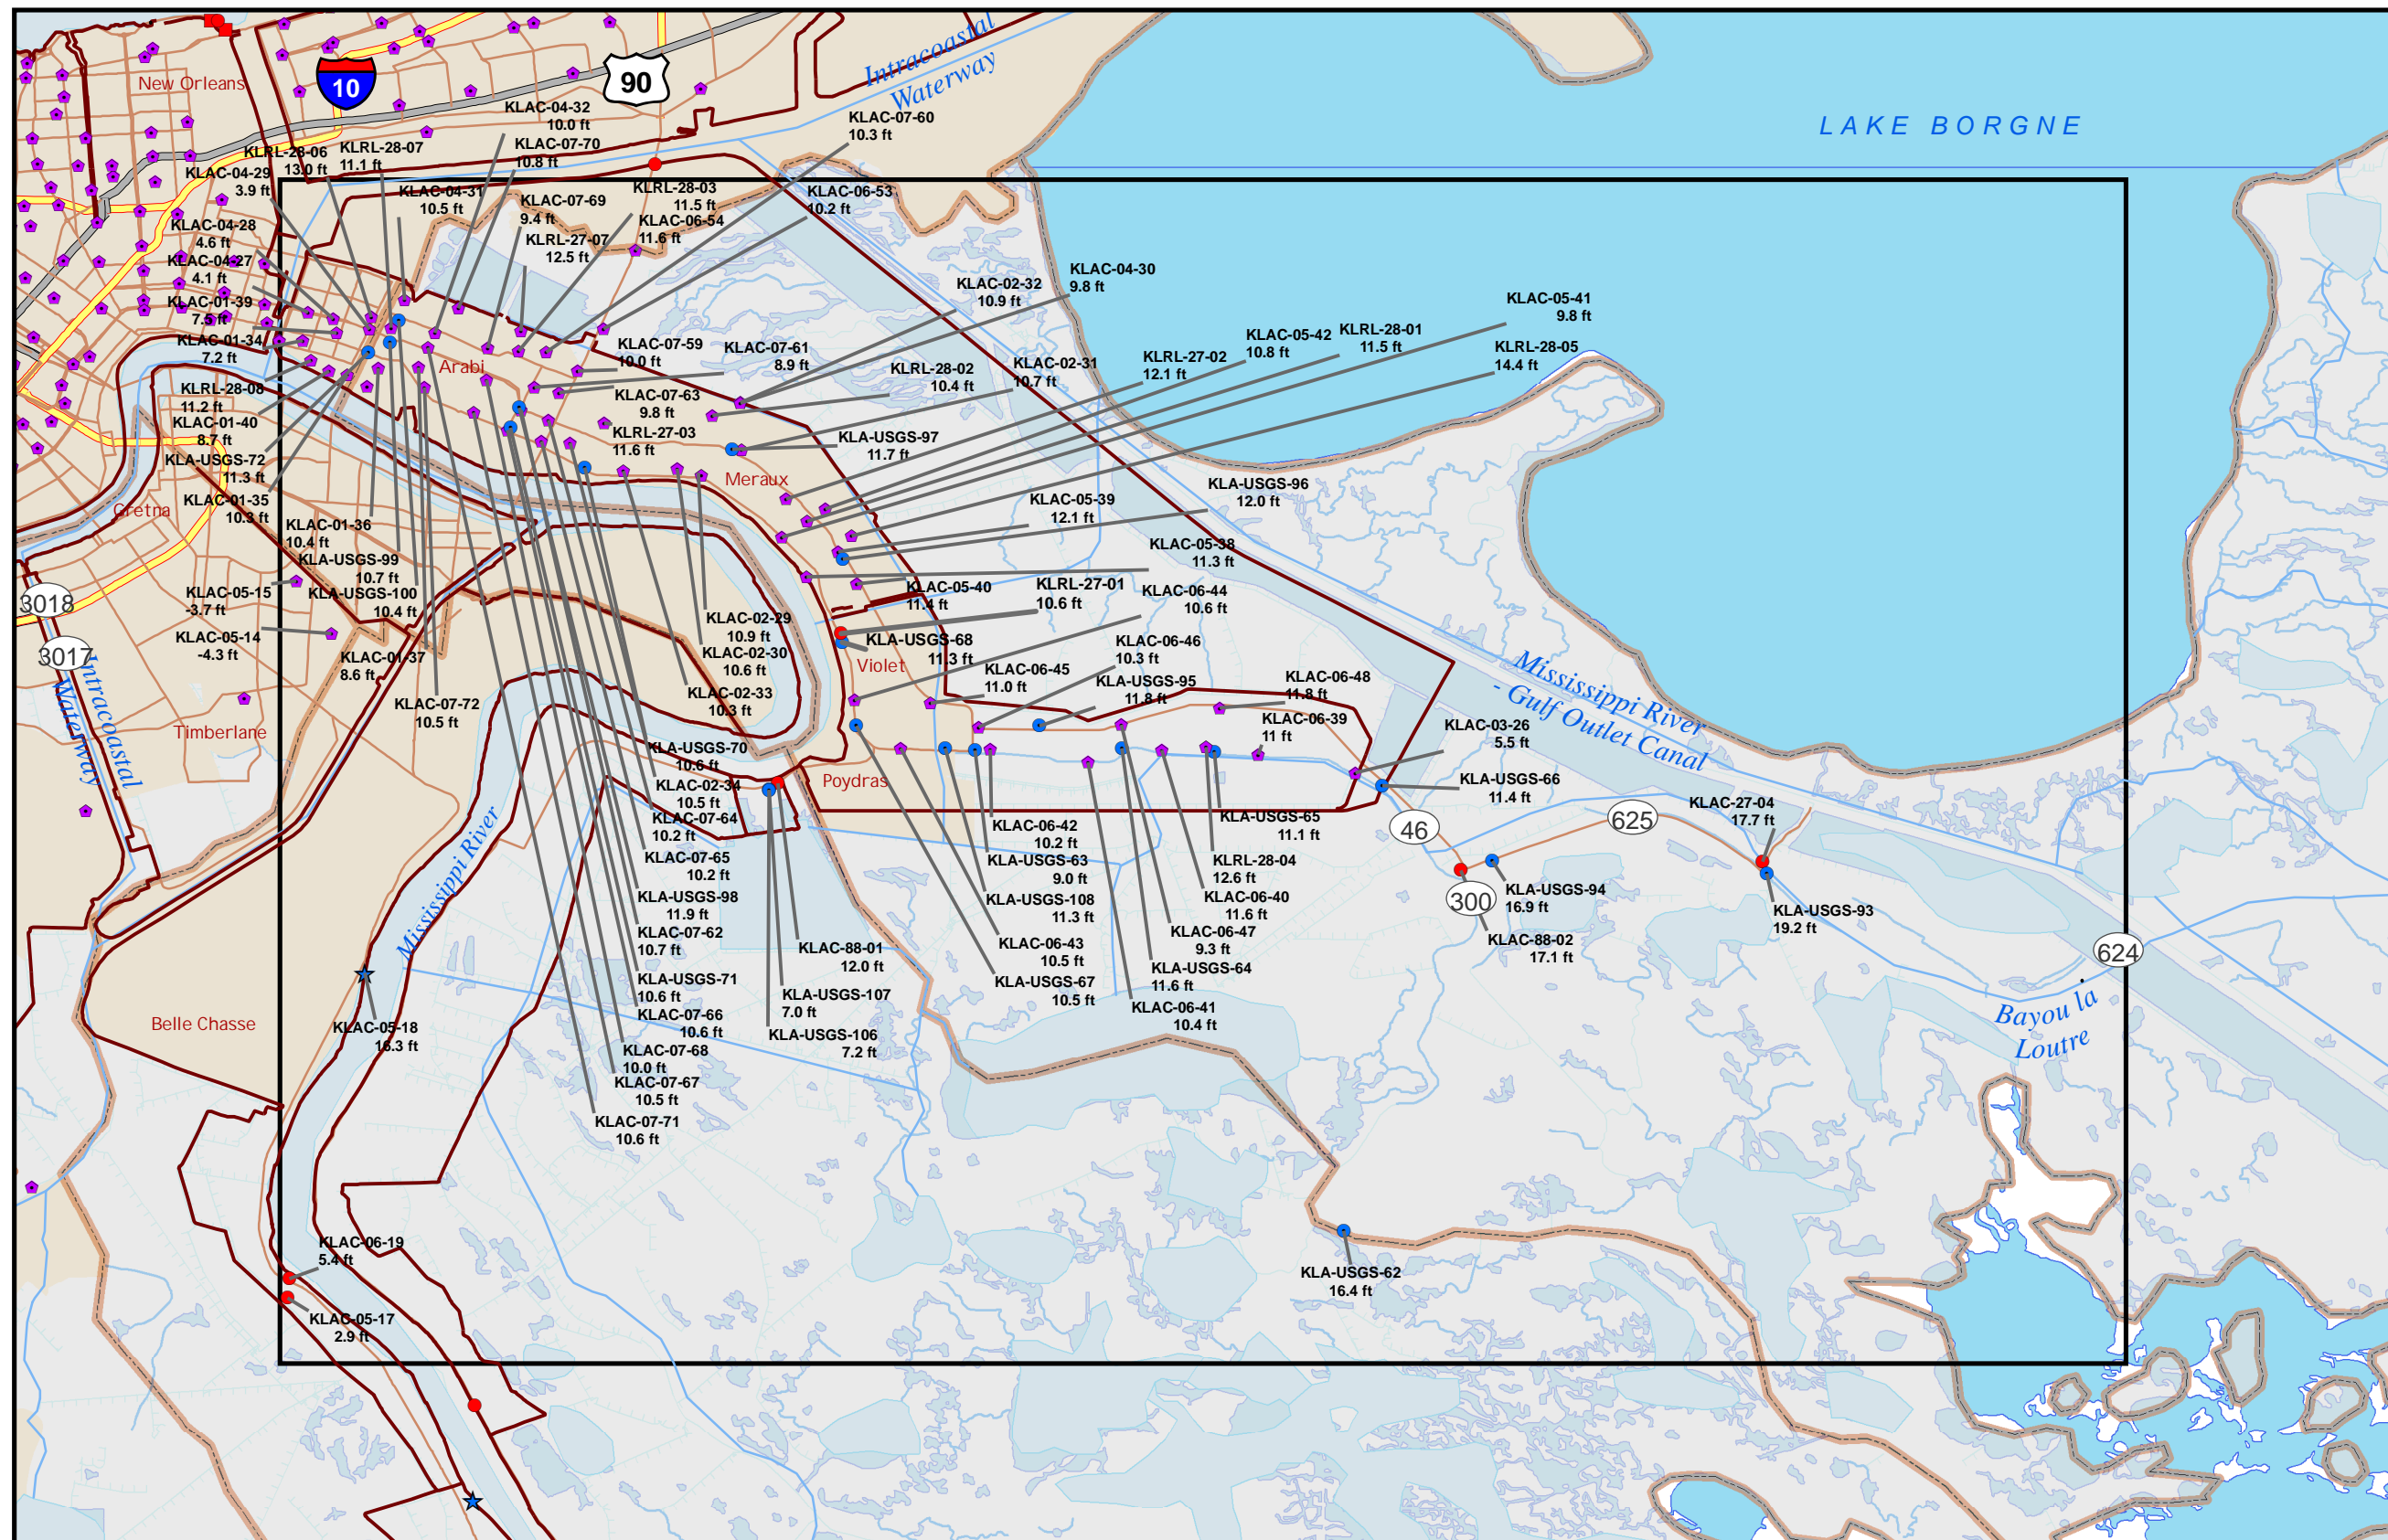 New Orleans
10
90
Intracoastal
Waterway
LAKE BORGNE
KLAC-04-32
10.0 ft
KLAC-07-60
10.3 ft
KLRL-28-06
13.0 ft
KLRL-28-07
11.1 ft
KLAC-07-70
10.8 ft
KLAC-04-29
3.9 ft
KLAC-04-31
10.5 ft
KLAC-07-69
9.4 ft
KLRL-28-03
11.5 ft
KLAC-06-53
10.2 ft
KLAC-04-28
4.6 ft
KLRL-27-07
12.5 ft
KLAC-06-54
11.6 ft
KLAC-04-27
4.1 ft
KLAC-02-32
10.9 ft
KLAC-04-30
9.8 ft
KLAC-01-39
7.5 ft
KLAC-05-41
9.8 ft
KLAC-01-34
7.2 ft
Arabi
KLAC-07-59
10.0 ft
KLAC-07-61
8.9 ft
KLAC-05-42
10.8 ft
KLRL-28-01
11.5 ft
KLRL-28-05
14.4 ft
KLRL-27-02
12.1 ft
KLRL-28-02
10.4 ft
KLAC-02-31
10.7 ft
KLRL-28-08
11.2 ft
KLAC-07-63
9.8 ft
KLAC-01-40
8.7 ft
KLRL-27-03
11.6 ft
KLA-USGS-97
11.7 ft
KLA-USGS-72
11.3 ft
Meraux
KLA-USGS-96
12.0 ft
KLAC-01-35
10.3 ft
Gretna
KLAC-05-39
12.1 ft
KLAC-01-36
10.4 ft
KLAC-05-38
11.3 ft
KLA-USGS-99
10.7 ft
KLAC-05-15
-3.7 ft
KLA-USGS-100
10.4 ft
KLAC-05-40
11.4 ft
KLRL-27-01
10.6 ft
KLAC-06-44
10.6 ft
3018
KLAC-02-29
10.9 ft
KLAC-05-14
-4.3 ft
KLA-USGS-68
11.3 ft
KLAC-06-46
10.3 ft
3017
KLAC-01-37
8.6 ft
KLAC-02-30
10.6 ft
Violet
KLAC-06-45
11.0 ft
KLA-USGS-95
11.8 ft
KLAC-06-48
11.8 ft
Mississippi River
- Gulf Outlet Canal
Intracoastal
Waterway
KLAC-07-72
10.5 ft
KLAC-02-33
10.3 ft
Timberlane
KLAC-06-39
11 ft
KLAC-03-26
5.5 ft
KLA-USGS-70
10.6 ft
Poydras
KLAC-02-34
10.5 ft
KLA-USGS-66
11.4 ft
KLAC-27-04
17.7 ft
KLAC-07-64
10.2 ft
KLAC-06-42
10.2 ft
KLA-USGS-65
11.1 ft
46
625
Mississippi River
KLAC-07-65
10.2 ft
KLA-USGS-63
9.0 ft
KLRL-28-04
12.6 ft
KLA-USGS-98
11.9 ft
KLA-USGS-108
11.3 ft
KLAC-06-40
11.6 ft
300
KLA-USGS-94
16.9 ft
KLA-USGS-93
19.2 ft
KLAC-07-62
10.7 ft
KLAC-88-01
12.0 ft
KLAC-06-43
10.5 ft
KLAC-06-47
9.3 ft
KLAC-88-02
17.1 ft
624
KLA-USGS-71
10.6 ft
KLA-USGS-107
7.0 ft
KLA-USGS-67
10.5 ft
KLA-USGS-64
11.6 ft
Belle Chasse
KLAC-05-18
16.3 ft
KLAC-07-66
10.6 ft
KLA-USGS-106
7.2 ft
KLAC-06-41
10.4 ft
Bayou la
Loutre
KLAC-07-68
10.0 ft
KLAC-07-67
10.5 ft
KLAC-07-71
10.6 ft
KLAC-06-19
5.4 ft
KLA-USGS-62
16.4 ft
KLAC-05-17
2.9 ft